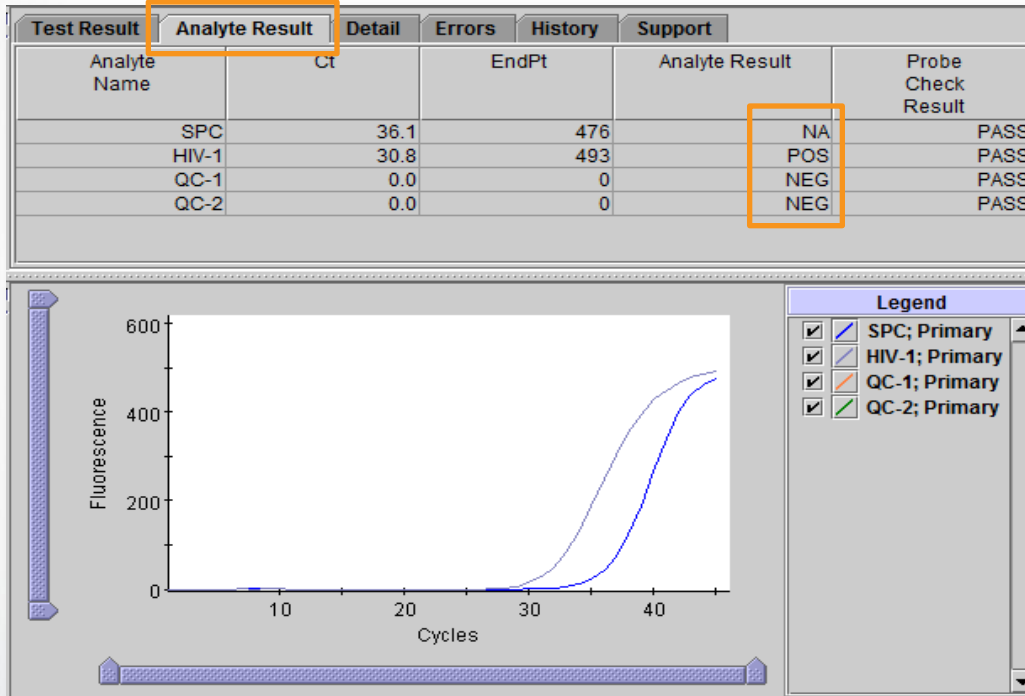 Test Result Analyte Result Detail Errors History Support
Analyte Name Ct EndPt Analyte Result Probe Check Result
SPC 36.1 476 NA PASS
HIV-1 30.8 493 POS PASS
QC-1 0.0 0 NEG PASS
QC-2 0.0 0 NEG PASS
Legend
SPC; Primary
HIV-1; Primary
QC-1; Primary
QC-2; Primary
600
400
200
0
Fluorescence
10 20 30 40
Cycles